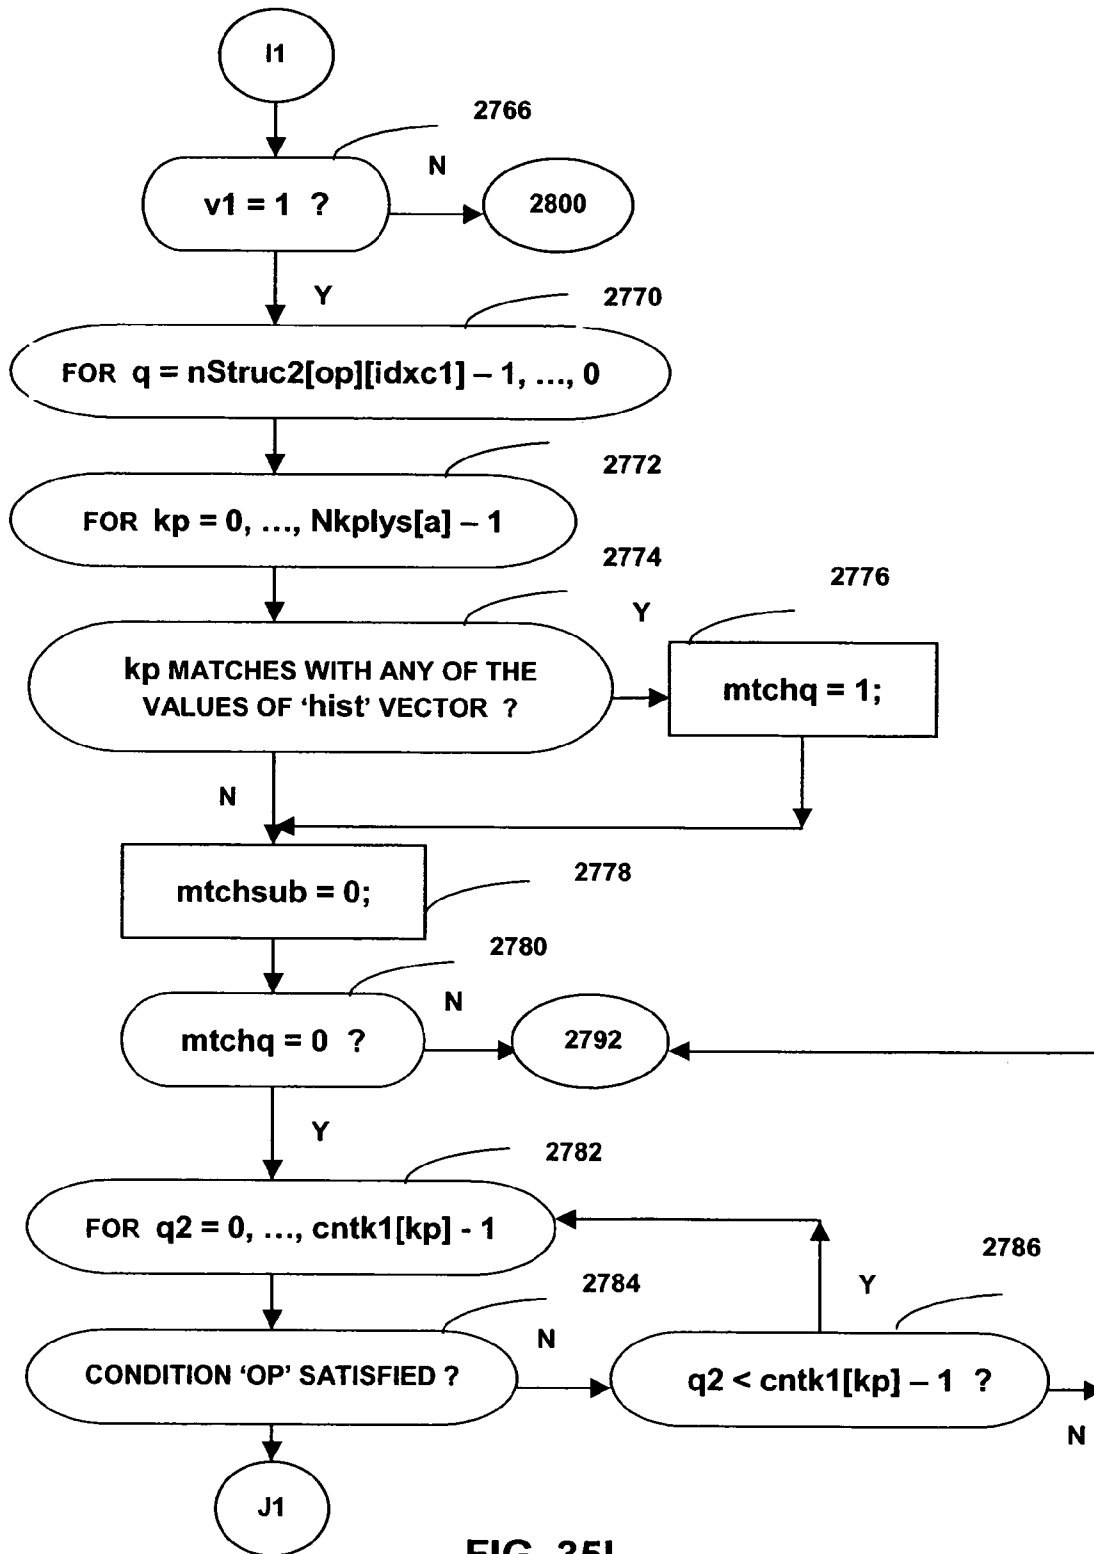 I1
2766
N
v1 = 1 ?
2800
Y
2770
FOR q = nStruc2[op][idxc1] – 1, ..., 0
2772
FOR kp = 0, ..., Nkplys[a] – 1
2774
2776
Y
kp MATCHES WITH ANY OF THE
VALUES OF ‘hist’ VECTOR ?
mtchq = 1;
N
2778
mtchsub = 0;
2780
N
mtchq = 0 ?
2792
Y
2782
FOR q2 = 0, ..., cntk1[kp] - 1
2786
2784
Y
N
CONDITION ‘OP’ SATISFIED ?
q2 < cntk1[kp] – 1 ?
N
J1